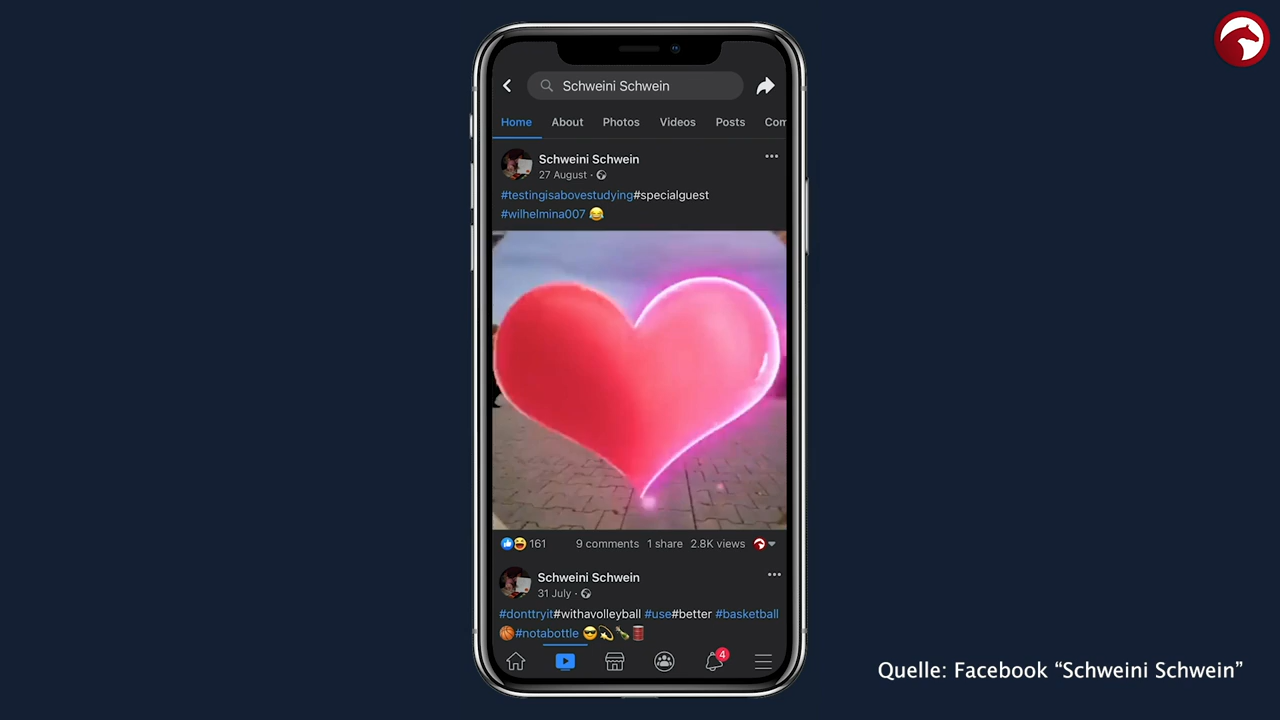 Schweini Schwein
Home About Photos Videos Posts Com
Schweini Schwein
27 August ·
#testingisabovestudying#specialguest
#wilhelmina007 😂
161 9 comments 1 share 2.8K views
Schweini Schwein
31 July ·
#donttryit#withavolleyball #use#better #basketball
🏀#notabottle 😎💫🍾🛢️
4
Quelle: Facebook “Schweini Schwein”